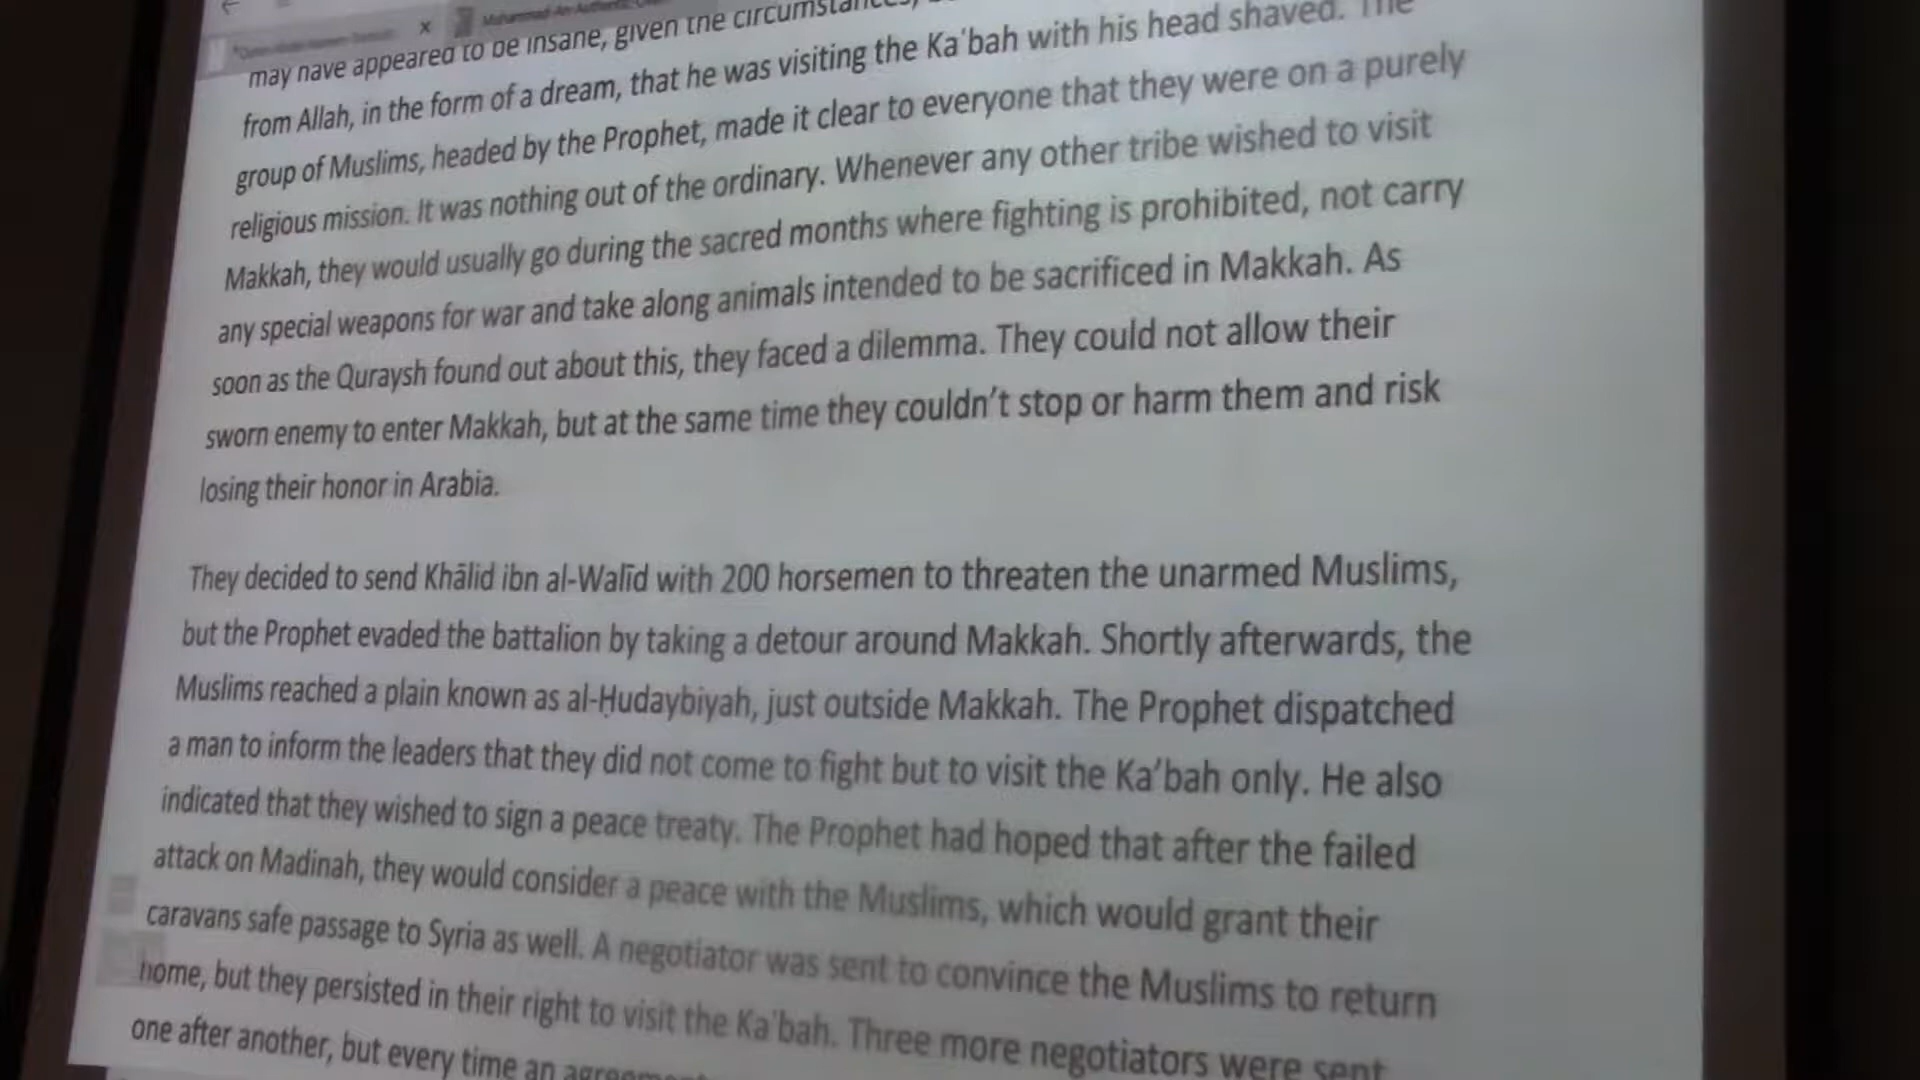 may have appeared to be insane, given the circumstances,
from Allah, in the form of a dream, that he was visiting the Ka'bah with his head shaved. The
group of Muslims, headed by the Prophet, made it clear to everyone that they were on a purely
religious mission. It was nothing out of the ordinary. Whenever any other tribe wished to visit
Makkah, they would usually go during the sacred months where fighting is prohibited, not carry
any special weapons for war and take along animals intended to be sacrificed in Makkah. As
soon as the Quraysh found out about this, they faced a dilemma. They could not allow their
sworn enemy to enter Makkah, but at the same time they couldn't stop or harm them and risk
losing their honor in Arabia.
They decided to send Khālid ibn al-Walīd with 200 horsemen to threaten the unarmed Muslims,
but the Prophet evaded the battalion by taking a detour around Makkah. Shortly afterwards, the
Muslims reached a plain known as al-Ḥudaybiyah, just outside Makkah. The Prophet dispatched
a man to inform the leaders that they did not come to fight but to visit the Ka'bah only. He also
indicated that they wished to sign a peace treaty. The Prophet had hoped that after the failed
attack on Madinah, they would consider a peace with the Muslims, which would grant their
caravans safe passage to Syria as well. A negotiator was sent to convince the Muslims to return
home, but they persisted in their right to visit the Ka'bah. Three more negotiators were sent
one after another, but every time an